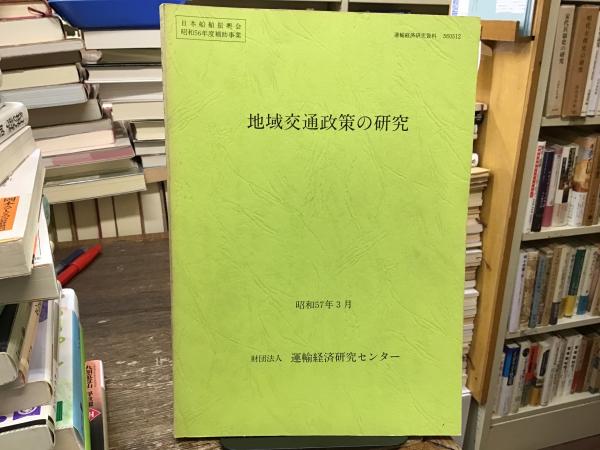 日本船舶振興会
昭和56年度補助事業
運輸経済研究資料 560512
地域交通政策の研究
昭和57年3月
財団法人 運輸経済研究センター